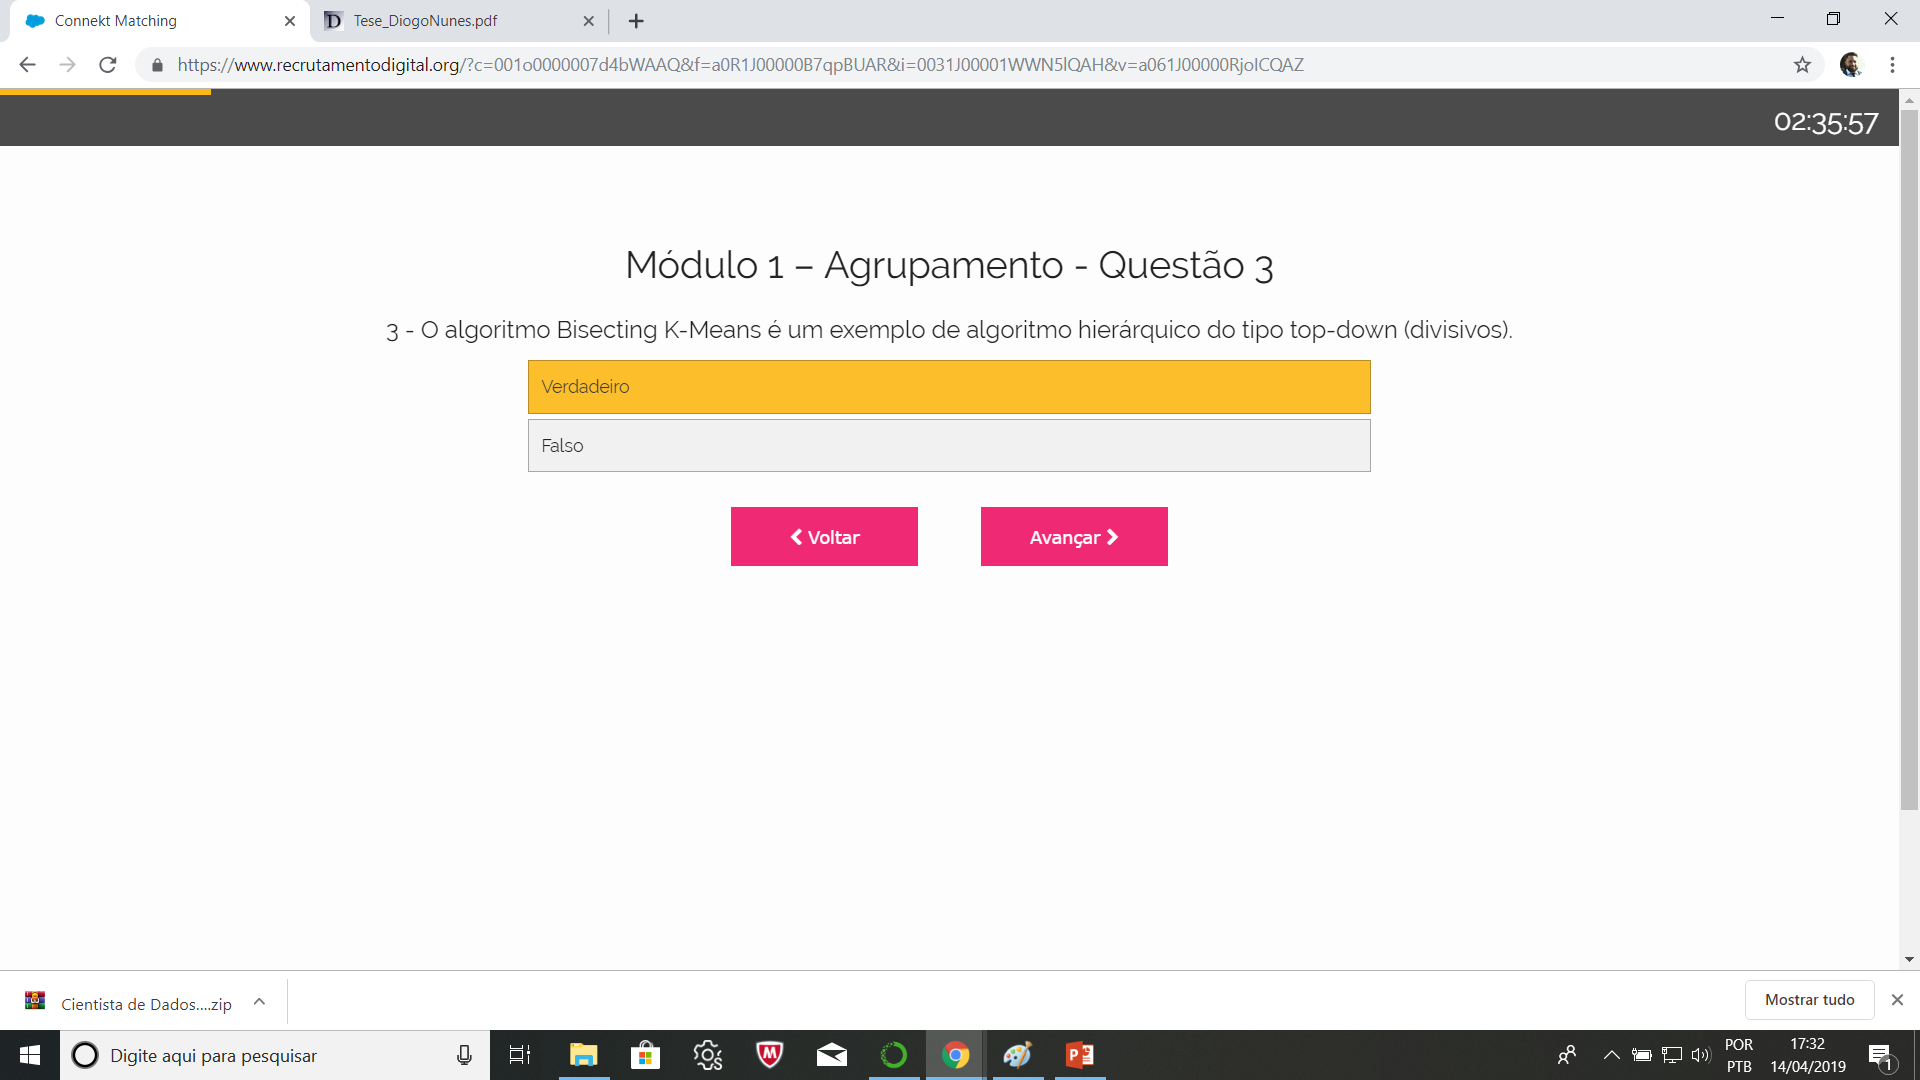 Connekt Matching
Tese_DiogoNunes.pdf
https://www.recrutamentodigital.org/?c=001o0000007d4bWAAQ&f=a0R1J00000B7qpBUAR&i=0031J00001WWN5lQAH&v=a061J00000RjoICQAZ
02:35:57
Módulo 1 – Agrupamento - Questão 3
3 - O algoritmo Bisecting K-Means é um exemplo de algoritmo hierárquico do tipo top-down (divisivos).
Verdadeiro
Falso
Voltar
Avançar
Cientista de Dados....zip
Mostrar tudo
Digite aqui para pesquisar
POR
PTB
17:32
14/04/2019
1